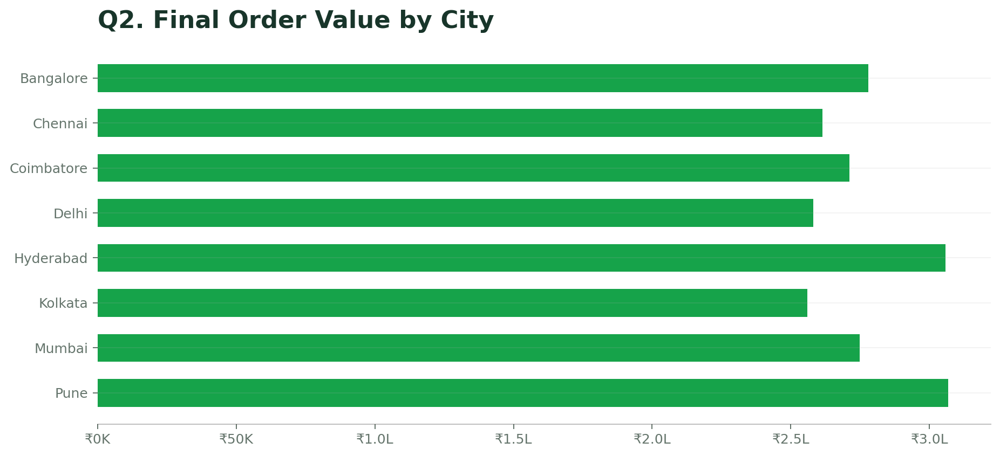 Q2. Final Order Value by City
Bangalore
Chennai
Coimbatore
Delhi
Hyderabad
Kolkata
Mumbai
Pune
₹0K ₹50K ₹1.0L ₹1.5L ₹2.0L ₹2.5L ₹3.0L